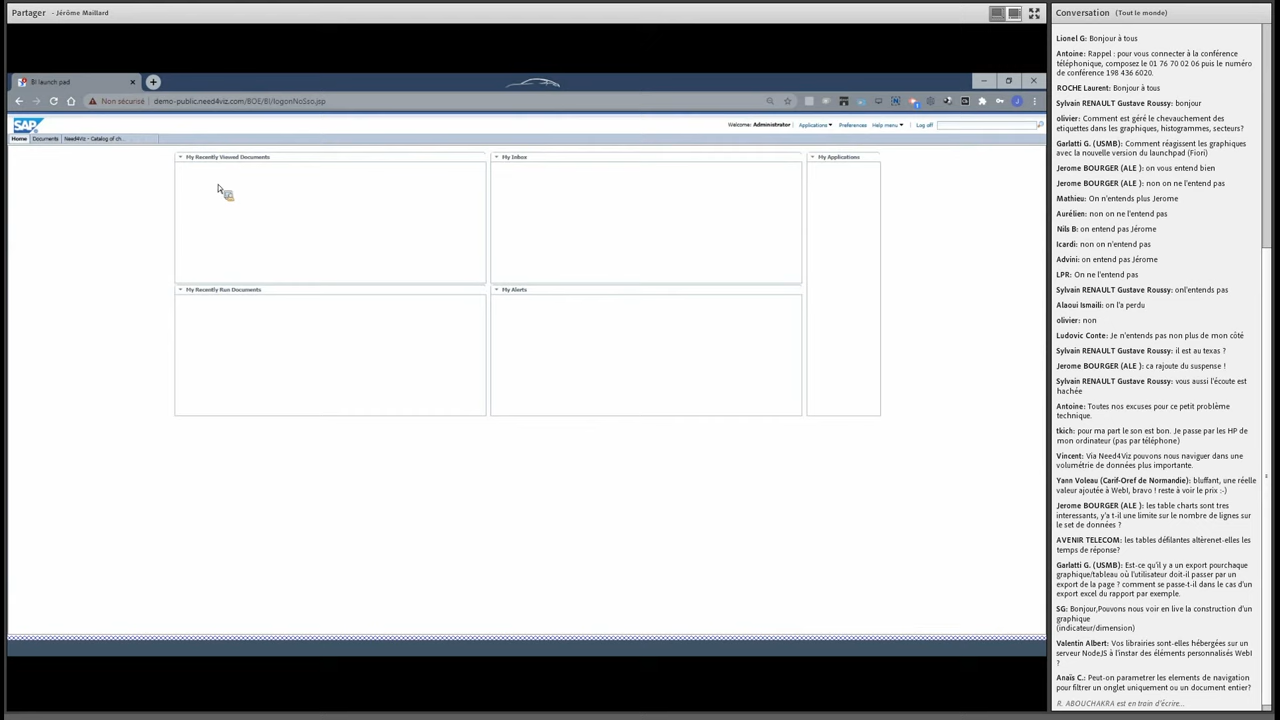 Partager - Jérôme Maillard
BI launch pad
Non sécurisé | demo-public.need4viz.com/BOE/BI/logonNoSso.jsp
SAP
Welcome: Administrator | Applications | Preferences | Help menu | Log off
Home | Documents | Need4Viz - Catalog of ch...
My Recently Viewed Documents
My Inbox
My Applications
My Recently Run Documents
My Alerts
Conversation (Tout le monde)
Lionel G: Bonjour à tous
Antoine: Rappel : pour vous connecter à la conférence
téléphonique, composez le 01 76 70 02 06 puis le numéro
de conférence 198 436 6020.
ROCHE Laurent: Bonjour à tous
Sylvain RENAULT Gustave Roussy: bonjour
olivier: Comment est géré le chevauchement des
etiquettes dans les graphiques, histogrammes, secteurs?
Garlatti G. (USMB): Comment réagissent les graphiques
avec la nouvelle version du launchpad (Fiori)
Jerome BOURGER (ALE ): on vous entend bien
Jerome BOURGER (ALE ): non on ne l'entend pas
Mathieu: On n'entends plus Jerome
Aurélien: non on ne l'entend pas
Nils B: on entend pas Jérome
Icardi: non on n'entend pas
Advini: on entend pas Jérome
LPR: On ne l'entend pas
Sylvain RENAULT Gustave Roussy: onl'entends pas
Alaoui Ismaili: on l'a perdu
olivier: non
Ludovic Conte: Je n'entends pas non plus de mon côté
Sylvain RENAULT Gustave Roussy: il est au texas ?
Jerome BOURGER (ALE ): ca rajoute du suspense !
Sylvain RENAULT Gustave Roussy: vous aussi l'écoute est
hachée
Antoine: Toutes nos excuses pour ce petit problème
technique.
tkich: pour ma part le son est bon. Je passe par les HP de
mon ordinateur (pas par téléphone)
Vincent: Via Need4Viz pouvons nous naviguer dans une
volumétrie de données plus importante.
Yann Voleau (Carif-Oref de Normandie): bluffant, une réelle
valeur ajoutée à WebI, bravo ! reste à voir le prix :-)
Jerome BOURGER (ALE ): les table charts sont tres
interessants, y'a t-il une limite sur le nombre de lignes sur
le set de données ?
AVENIR TELECOM: les tables défilantes altèrenet-elles les
temps de réponse?
Garlatti G. (USMB): Est-ce qu'il y a un export pourchaque
graphique/tableau où l'utilisateur doit-il passer par un
export de la page ? comment se passe-t-il dans le cas d'un
export excel du rapport par exemple.
SG: Bonjour,Pouvons nous voir en live la construction d'un
graphique
(indicateur/dimension)
Valentin Albert: Vos librairies sont-elles hébergées sur un
serveur NodeJS à l'instar des éléments personnalisés WebI
?
Anaïs C.: Peut-on parametrer les elements de navigation
pour filtrer un onglet uniquement ou un document entier?
R. ABOUCHAKRA est en train d'écrire...